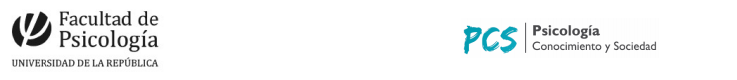 Facultad de
Psicología
UNIVERSIDAD DE LA REPÚBLICA
PCS
Psicología
Conocimiento y Sociedad